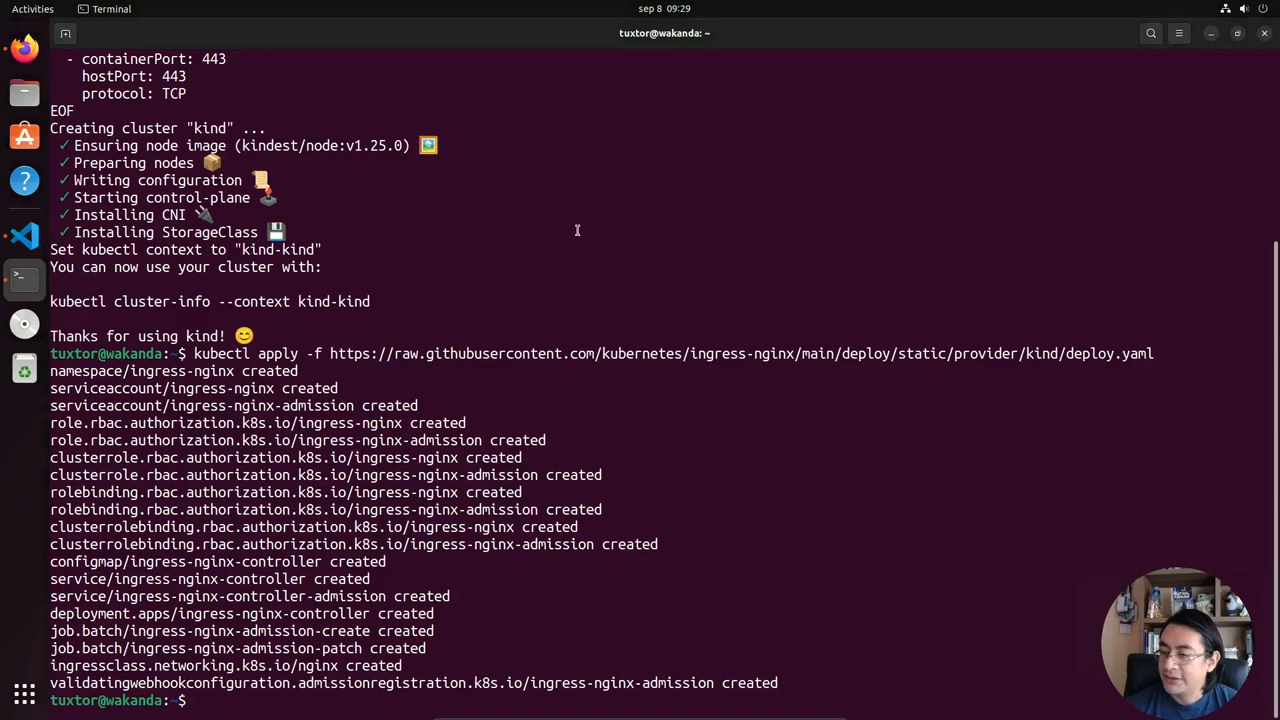 Activities
Terminal
sep 8 09:29
tuxtor@wakanda: ~
- containerPort: 443
hostPort: 443
protocol: TCP
EOF
Creating cluster "kind" ...
✓ Ensuring node image (kindest/node:v1.25.0) 🖼
✓ Preparing nodes 📦
✓ Writing configuration 📜
✓ Starting control-plane 🕹️
✓ Installing CNI 🔌
✓ Installing StorageClass 💾
Set kubectl context to "kind-kind"
You can now use your cluster with:
kubectl cluster-info --context kind-kind
Thanks for using kind! 😊
tuxtor@wakanda:~$ kubectl apply -f https://raw.githubusercontent.com/kubernetes/ingress-nginx/main/deploy/static/provider/kind/deploy.yaml
namespace/ingress-nginx created
serviceaccount/ingress-nginx created
serviceaccount/ingress-nginx-admission created
role.rbac.authorization.k8s.io/ingress-nginx created
role.rbac.authorization.k8s.io/ingress-nginx-admission created
clusterrole.rbac.authorization.k8s.io/ingress-nginx created
clusterrole.rbac.authorization.k8s.io/ingress-nginx-admission created
rolebinding.rbac.authorization.k8s.io/ingress-nginx created
rolebinding.rbac.authorization.k8s.io/ingress-nginx-admission created
clusterrolebinding.rbac.authorization.k8s.io/ingress-nginx created
clusterrolebinding.rbac.authorization.k8s.io/ingress-nginx-admission created
configmap/ingress-nginx-controller created
service/ingress-nginx-controller created
service/ingress-nginx-controller-admission created
deployment.apps/ingress-nginx-controller created
job.batch/ingress-nginx-admission-create created
job.batch/ingress-nginx-admission-patch created
ingressclass.networking.k8s.io/nginx created
validatingwebhookconfiguration.admissionregistration.k8s.io/ingress-nginx-admission created
tuxtor@wakanda:~$